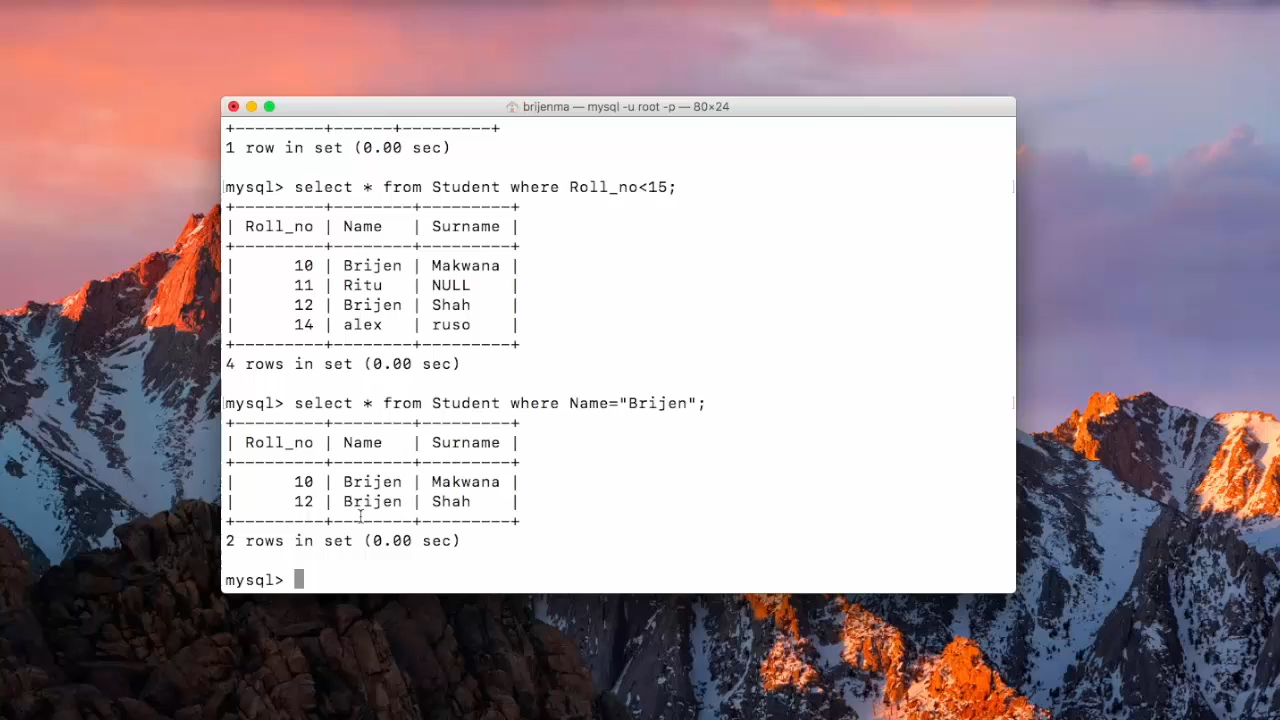 brijenma — mysql -u root -p — 80×24
+---------+------+---------+
1 row in set (0.00 sec)
mysql> select * from Student where Roll_no<15;
+---------+--------+---------+
| Roll_no | Name   | Surname |
+---------+--------+---------+
|      10 | Brijen | Makwana |
|      11 | Ritu   | NULL    |
|      12 | Brijen | Shah    |
|      14 | alex   | ruso    |
+---------+--------+---------+
4 rows in set (0.00 sec)
mysql> select * from Student where Name="Brijen";
+---------+--------+---------+
| Roll_no | Name   | Surname |
+---------+--------+---------+
|      10 | Brijen | Makwana |
|      12 | Brijen | Shah    |
+---------+--------+---------+
2 rows in set (0.00 sec)
mysql>